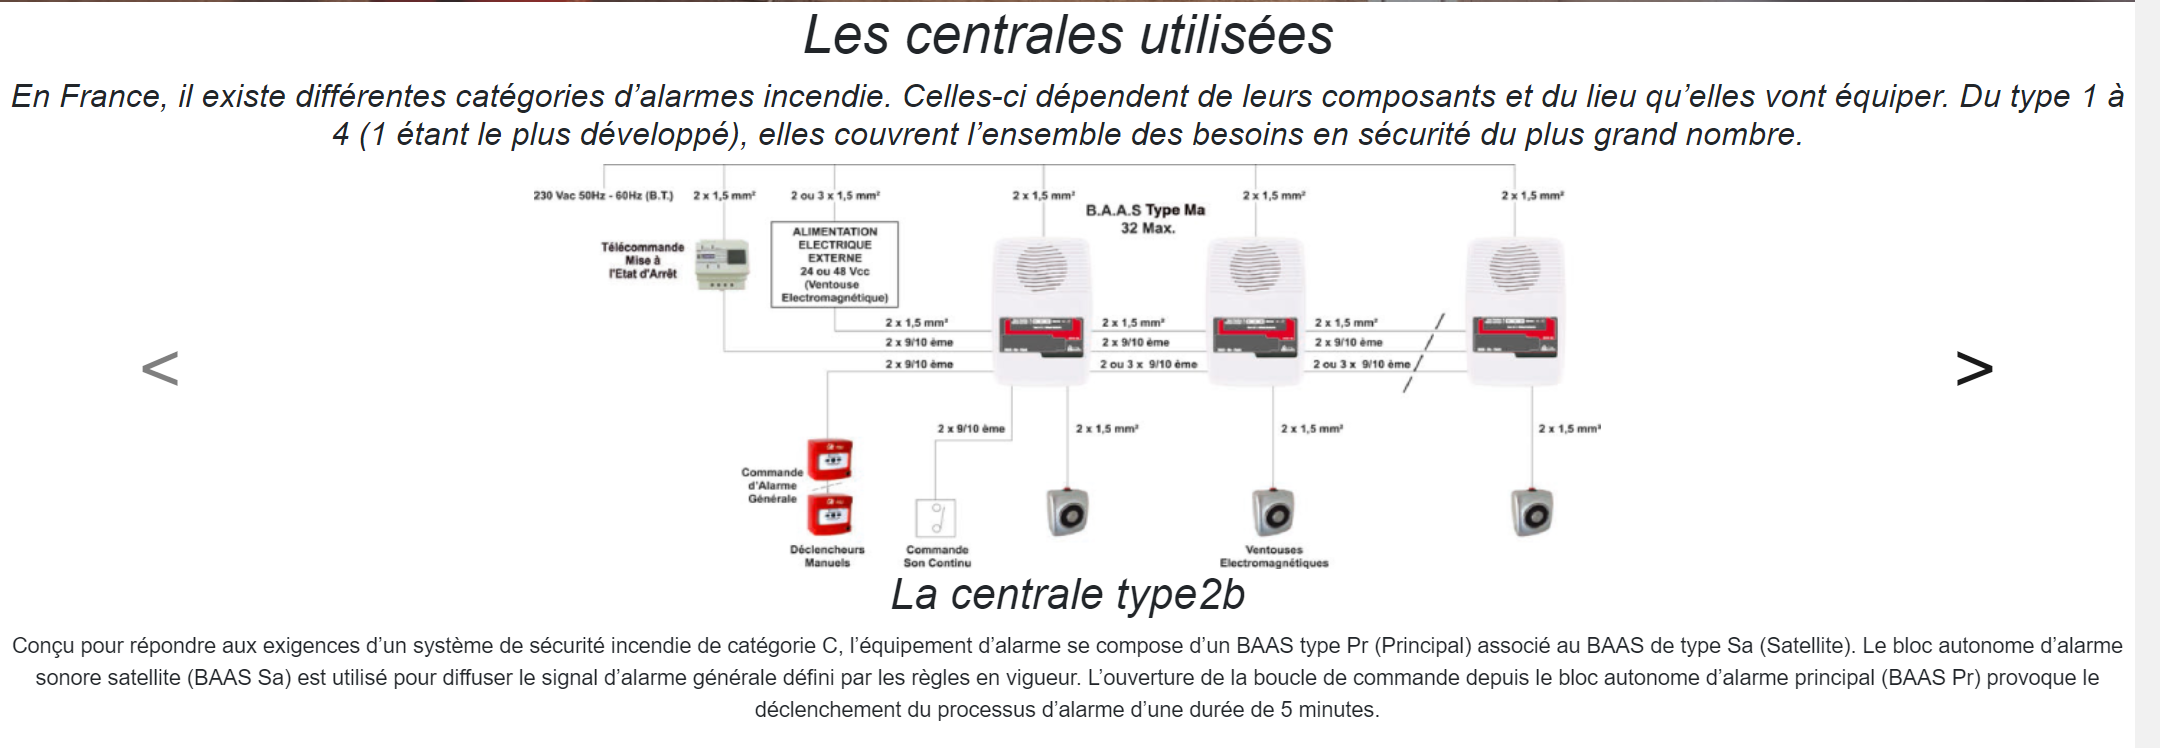 Les centrales utilisées
En France, il existe différentes catégories d’alarmes incendie. Celles-ci dépendent de leurs composants et du lieu qu’elles vont équiper. Du type 1 à
4 (1 étant le plus développé), elles couvrent l’ensemble des besoins en sécurité du plus grand nombre.
230 Vac 50Hz - 60Hz (B.T.) 2 x 1,5 mm² 2 ou 3 x 1,5 mm² 2 x 1,5 mm² 2 x 1,5 mm² 2 x 1,5 mm²
B.A.A.S Type Ma
32 Max.
Télécommande
Mise à
l'Etat d'Arrêt
ALIMENTATION
ELECTRIQUE
EXTERNE
24 ou 48 Vcc
(Ventouse
Electromagnétique)
2 x 1,5 mm² 2 x 1,5 mm² 2 x 1,5 mm²
2 x 9/10 ème 2 x 9/10 ème 2 x 9/10 ème
2 x 9/10 ème 2 ou 3 x 9/10 ème 2 ou 3 x 9/10 ème
< >
2 x 9/10 ème 2 x 1,5 mm² 2 x 1,5 mm² 2 x 1,5 mm²
Commande
d'Alarme
Générale
Déclencheurs
Manuels
Commande
Son Continu
Ventouses
Electromagnétiques
La centrale type2b
Conçu pour répondre aux exigences d’un système de sécurité incendie de catégorie C, l’équipement d’alarme se compose d’un BAAS type Pr (Principal) associé au BAAS de type Sa (Satellite). Le bloc autonome d’alarme
sonore satellite (BAAS Sa) est utilisé pour diffuser le signal d’alarme générale défini par les règles en vigueur. L’ouverture de la boucle de commande depuis le bloc autonome d’alarme principal (BAAS Pr) provoque le
déclenchement du processus d’alarme d’une durée de 5 minutes.